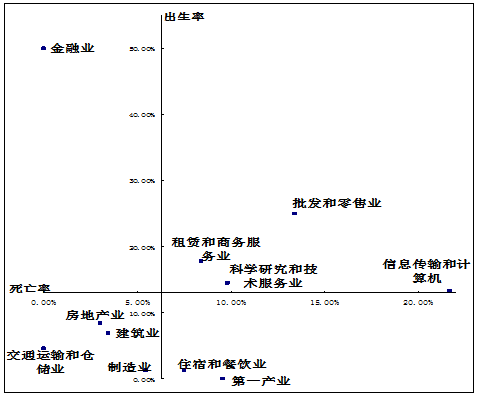 出生率
金融业
50.00%
40.00%
30.00%
批发和零售业
租赁和商务服
务业
20.00%
科学研究和技
术服务业
信息传输和计
算机
死亡率
0.00%
5.00%
10.00%
15.00%
20.00%
房地产业
10.00%
建筑业
交通运输和仓
储业
制造业
住宿和餐饮业
0.00%
第一产业